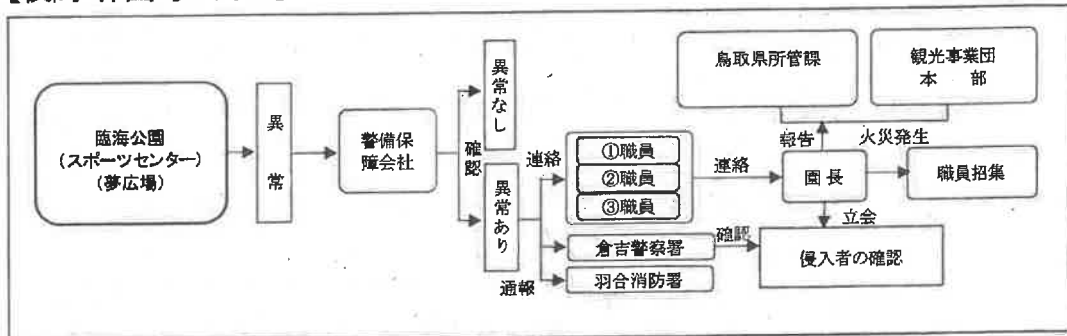 臨海公園
(スポーツセンター)
(夢広場)
異常
警備保
障会社
確認
異常なし
異常あり
連絡
①職員
②職員
③職員
通報
倉吉警察署
羽合消防署
連絡
確認
鳥取県所管課
観光事業団
本 部
報告
火災発生
園長
職員招集
立会
侵入者の確認